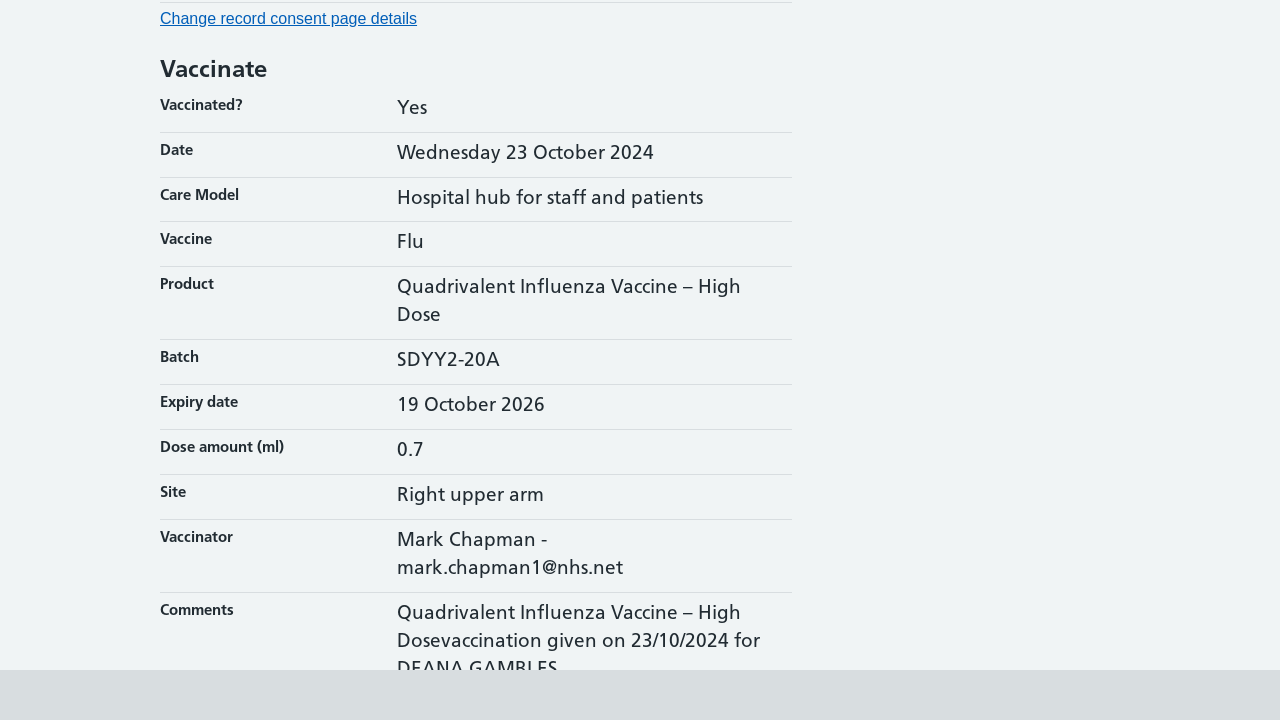 Change record consent page details
Vaccinate
Vaccinated?
Yes
Date
Wednesday 23 October 2024
Care Model
Hospital hub for staff and patients
Vaccine
Flu
Product
Quadrivalent Influenza Vaccine – High
Dose
Batch
SDYY2-20A
Expiry date
19 October 2026
Dose amount (ml)
0.7
Site
Right upper arm
Vaccinator
Mark Chapman -
mark.chapman1@nhs.net
Comments
Quadrivalent Influenza Vaccine – High
Dosevaccination given on 23/10/2024 for
DEANA GAMBLES